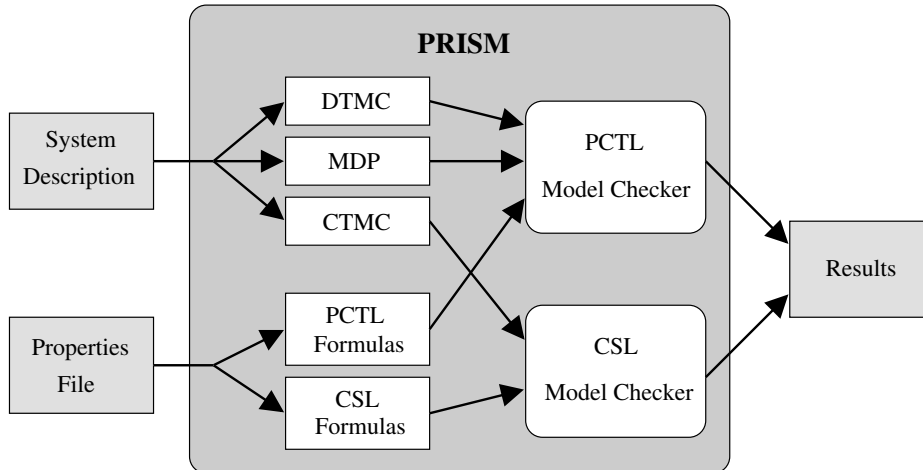 PRISM
System
Description
DTMC
MDP
CTMC
PCTL
Model Checker
Results
Properties
File
PCTL
Formulas
CSL
Formulas
CSL
Model Checker